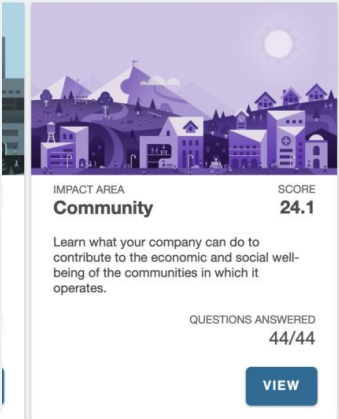 IMPACT AREA
SCORE
Community
24.1
Learn what your company can do to
contribute to the economic and social well-
being of the communities in which it
operates.
QUESTIONS ANSWERED
44/44
VIEW